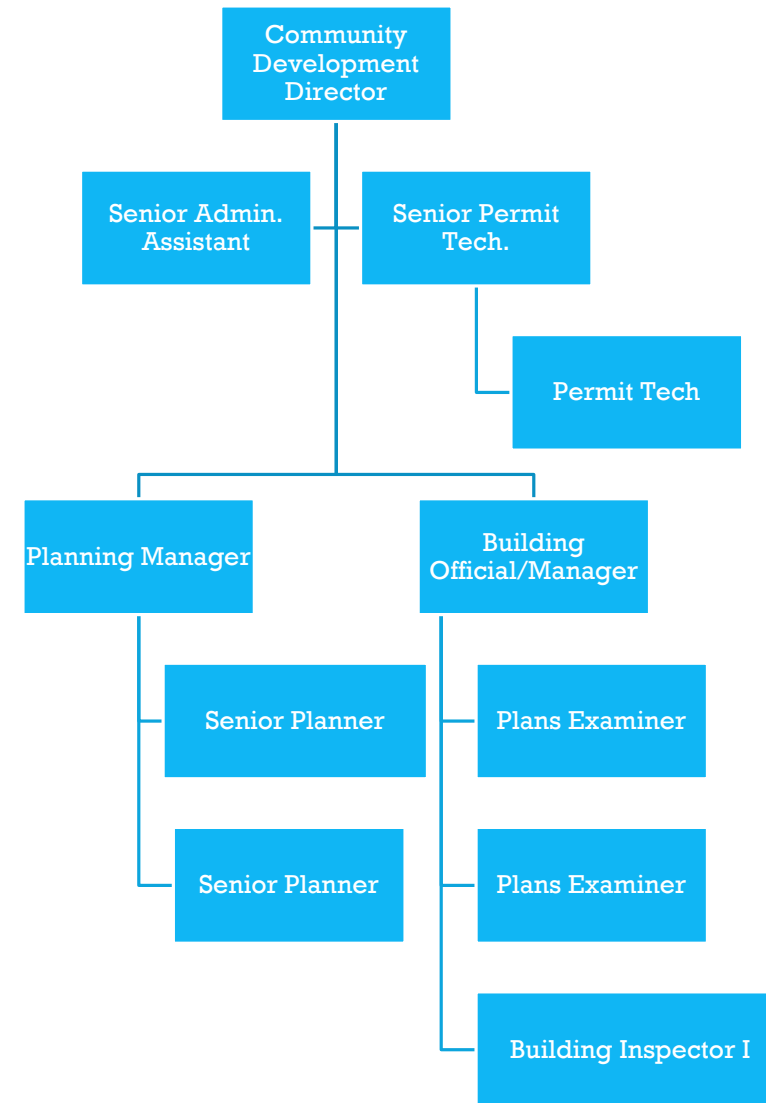 Community
Development
Director
Senior Admin.
Assistant
Senior Permit
Tech.
Permit Tech
Planning Manager
Building
Official/Manager
Senior Planner
Plans Examiner
Senior Planner
Plans Examiner
Building Inspector I